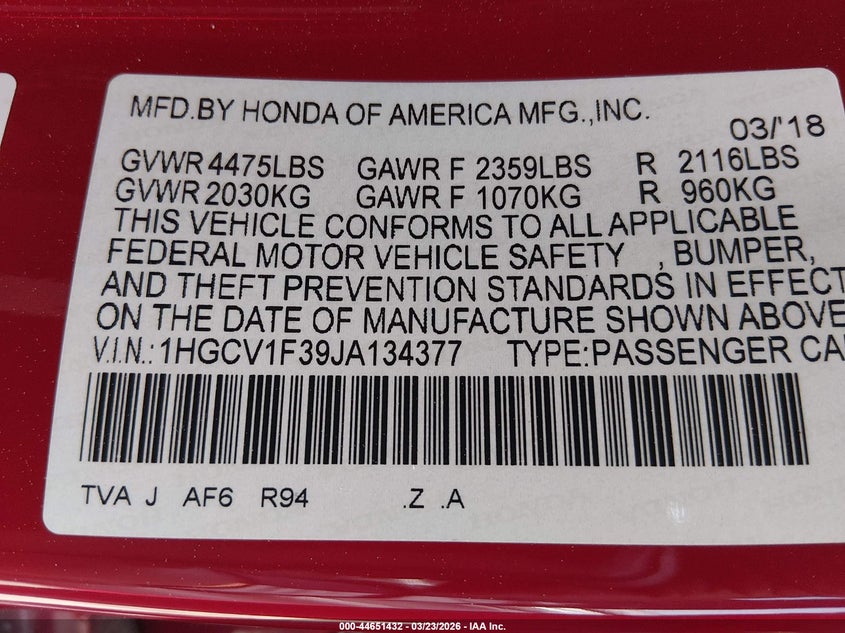 MFD.BY HONDA OF AMERICA MFG.,INC.
03/'18
GVWR 4475LBS GAWR F 2359LBS R 2116LBS
GVWR 2030KG GAWR F 1070KG R 960KG
THIS VEHICLE CONFORMS TO ALL APPLICABLE
FEDERAL MOTOR VEHICLE SAFETY , BUMPER,
AND THEFT PREVENTION STANDARDS IN EFFECT
ON THE DATE OF MANUFACTURE SHOWN ABOVE
V.I.N.:1HGCV1F39JA134377 TYPE:PASSENGER CA
TVA J AF6 R94 .Z .A
000-44651432 - 03/23/2026 - IAA Inc.